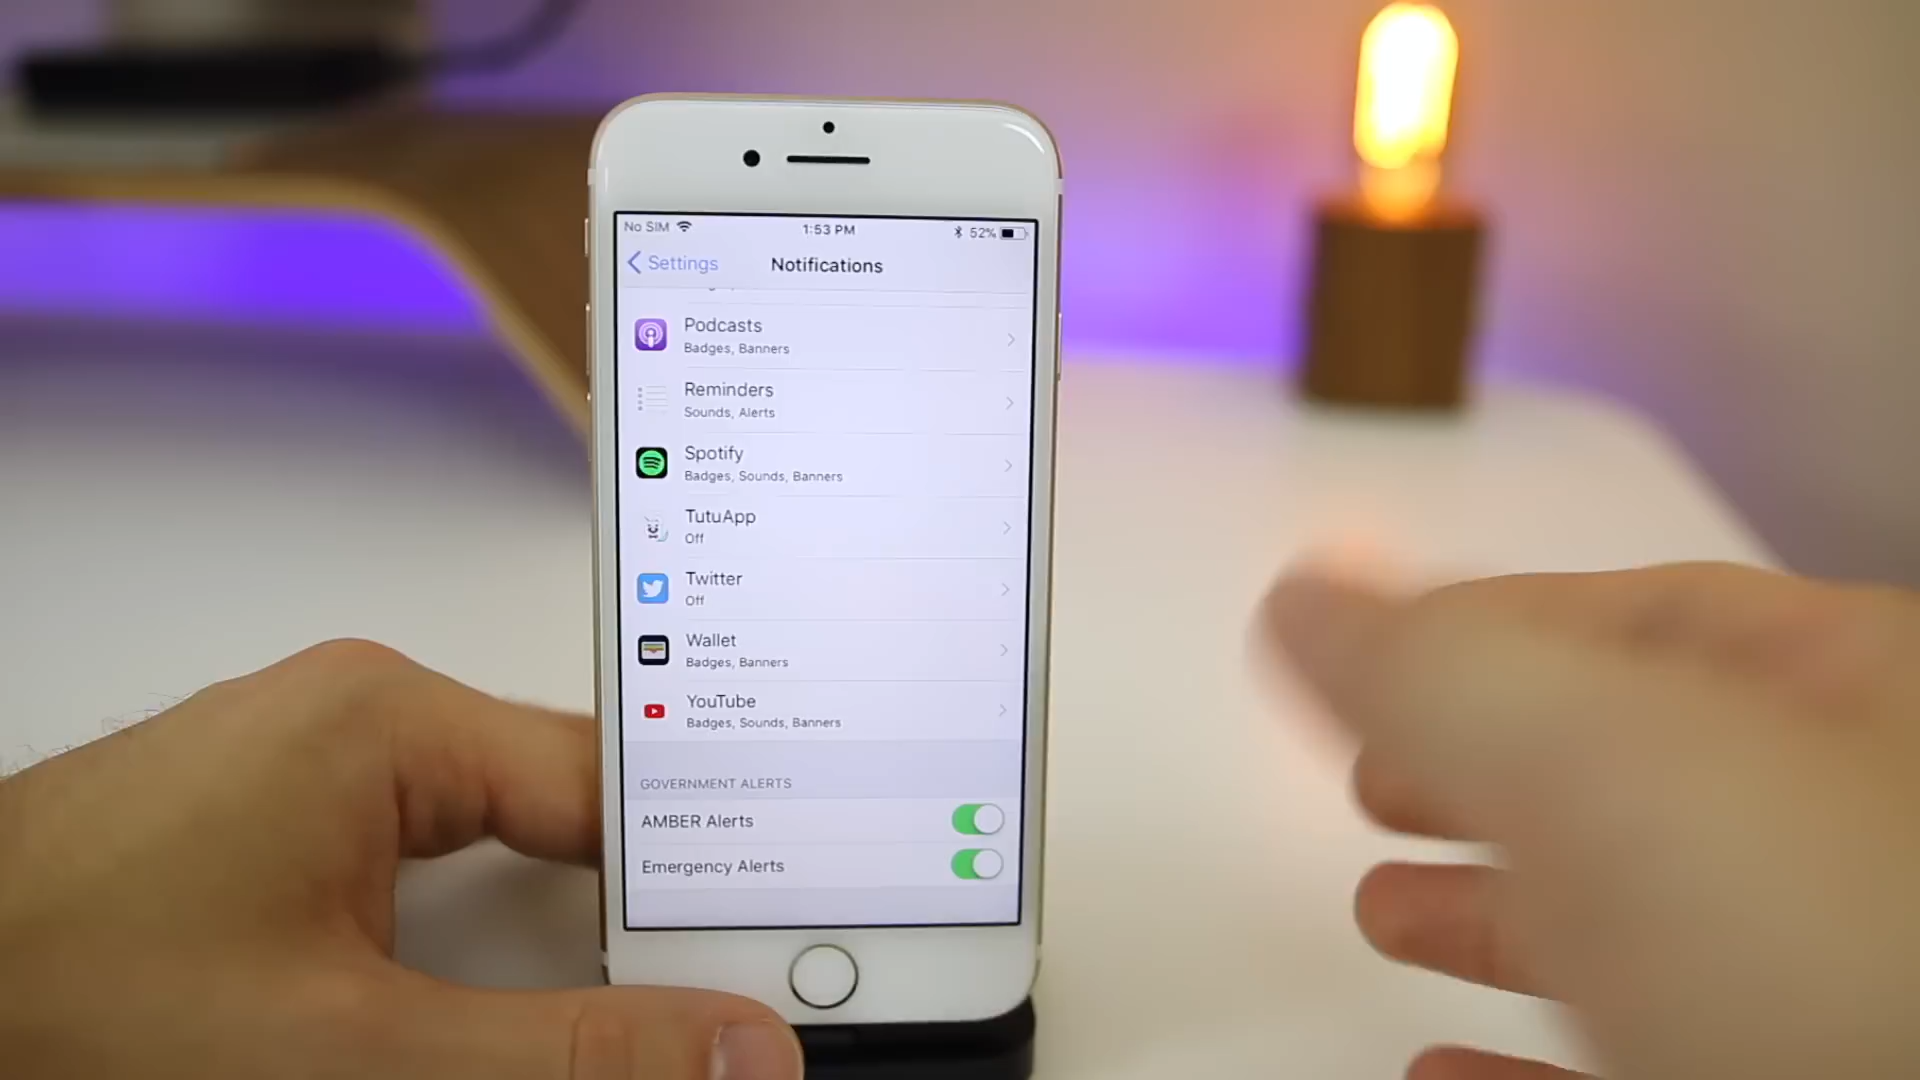 No SIM 1:53 PM 52%
Settings Notifications
Podcasts
Badges, Banners
Reminders
Sounds, Alerts
Spotify
Badges, Sounds, Banners
TutuApp
Off
Twitter
Off
Wallet
Badges, Banners
YouTube
Badges, Sounds, Banners
GOVERNMENT ALERTS
AMBER Alerts
Emergency Alerts